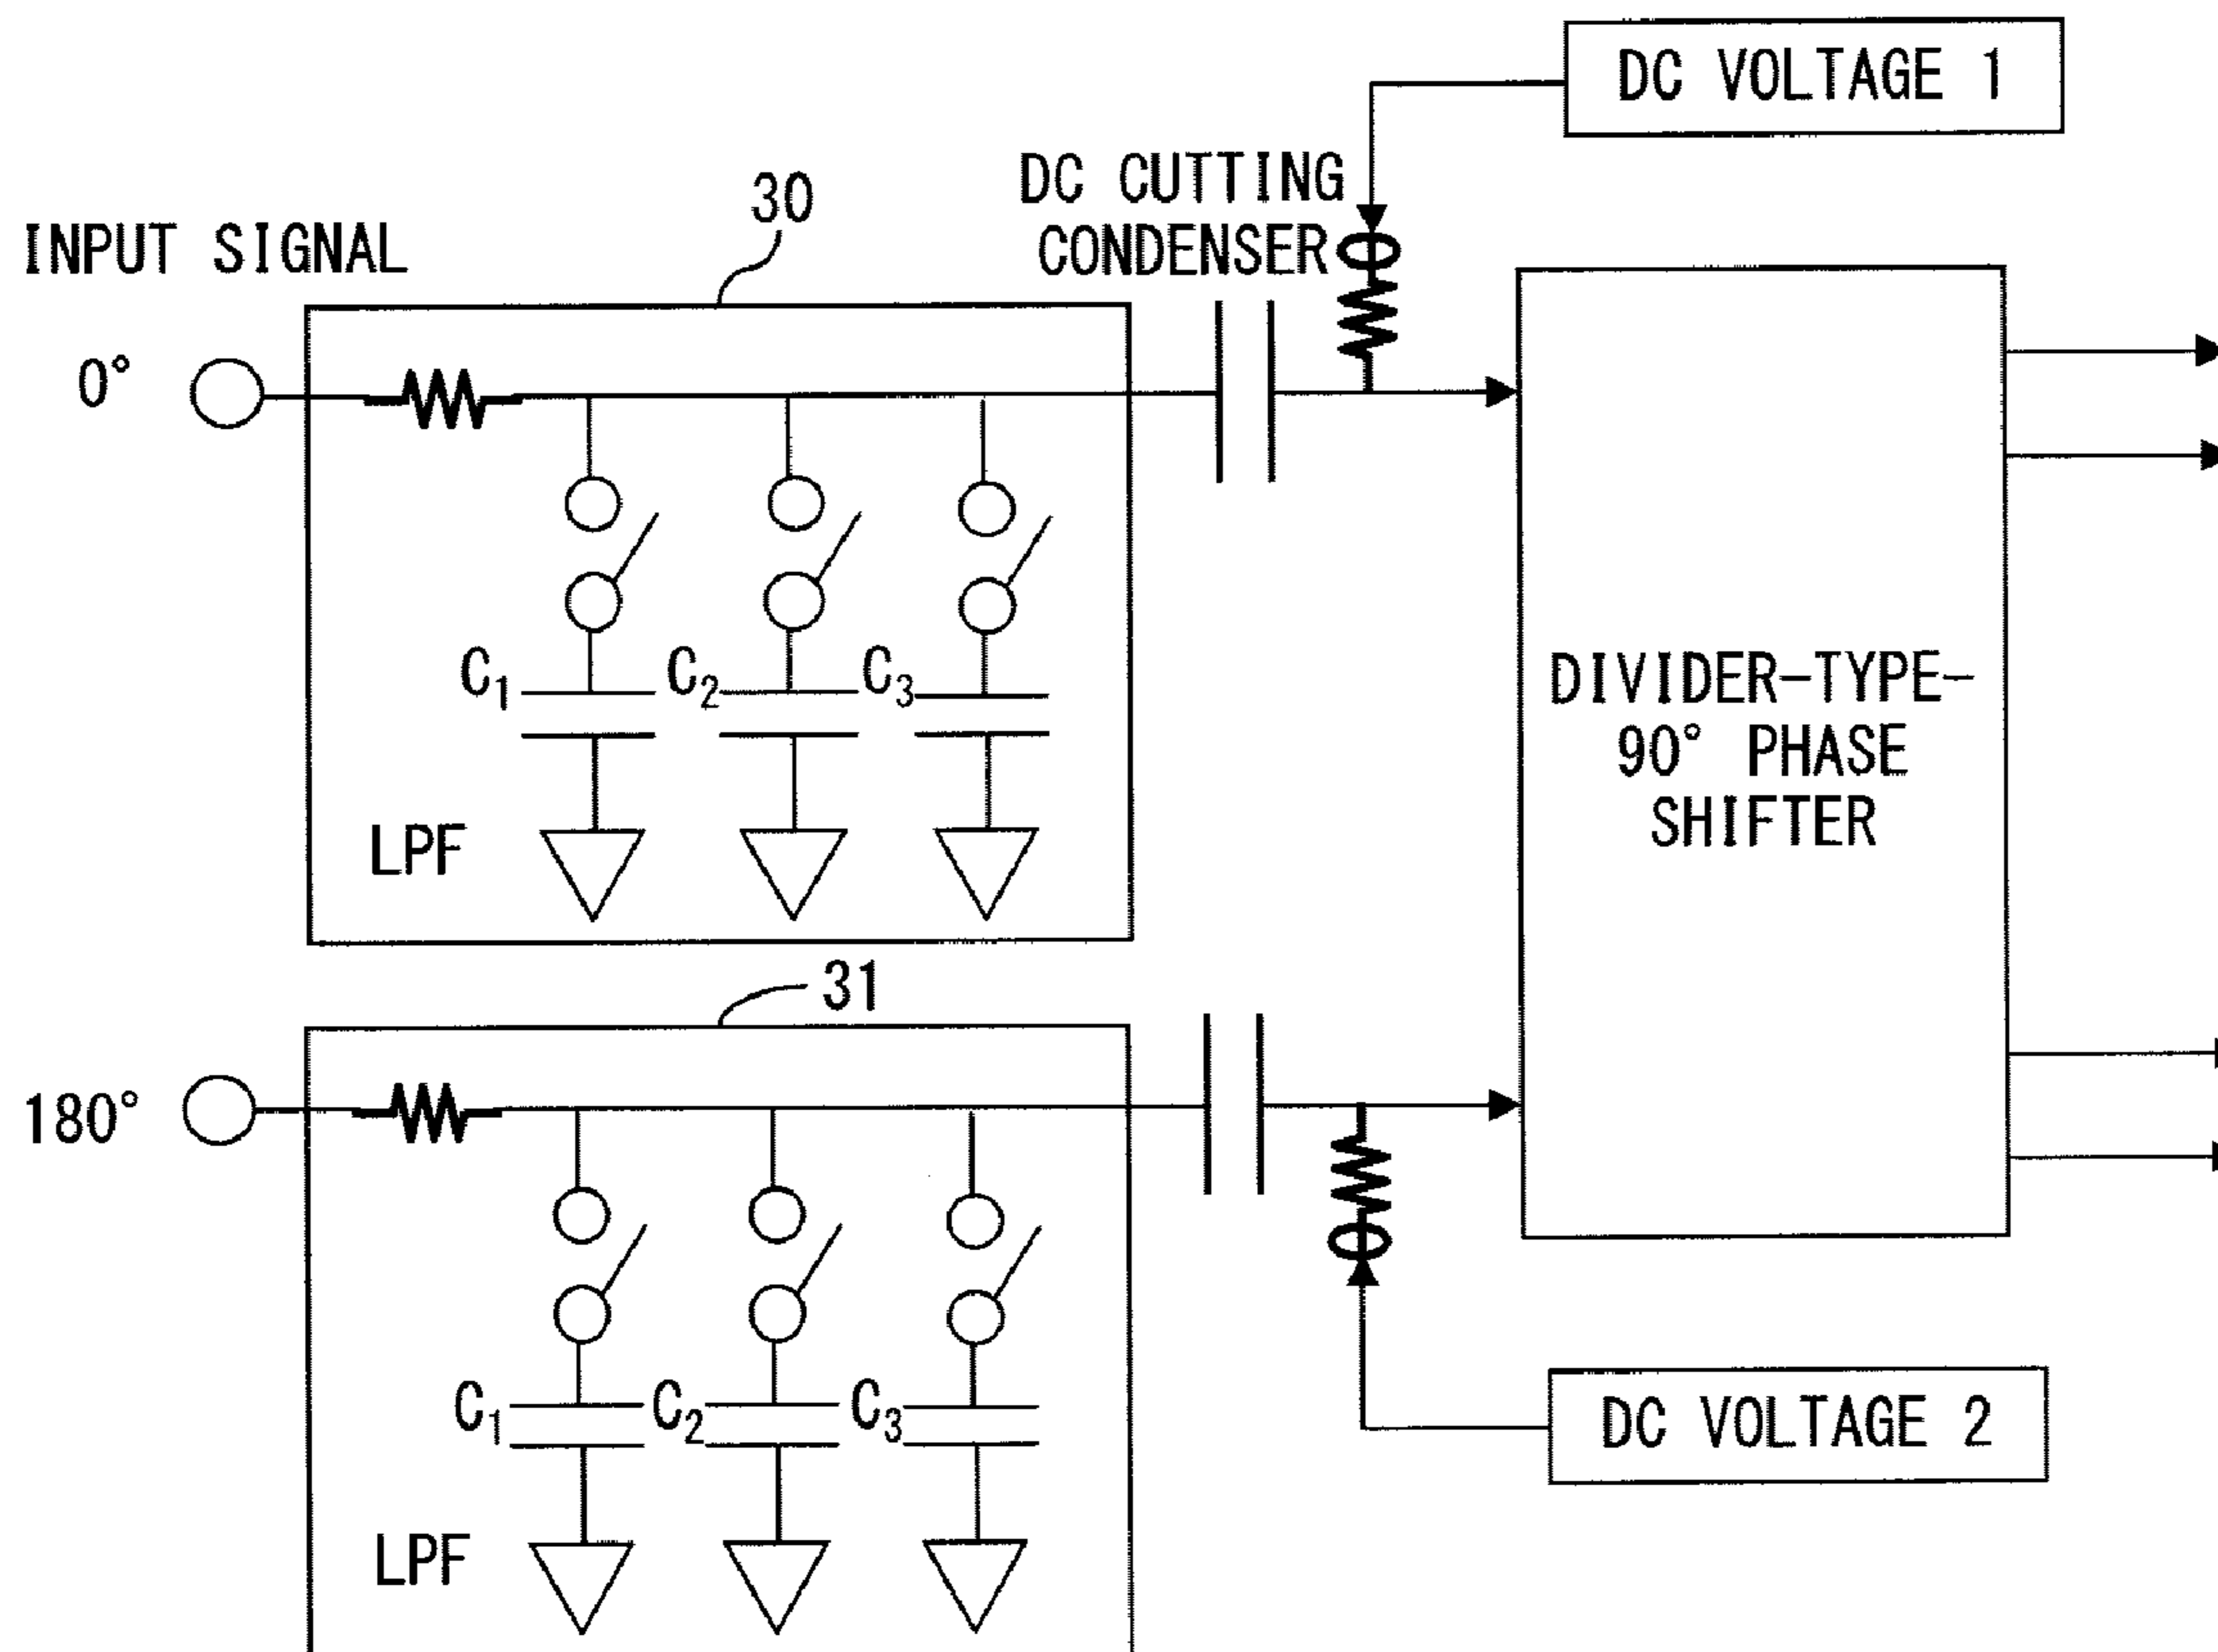 DC VOLTAGE 1
DC CUTTING
CONDENSER
30
INPUT SIGNAL
0°
C₁
C₂
C₃
LPF
DIVIDER-TYPE-
90° PHASE
SHIFTER
31
180°
C₁
C₂
C₃
LPF
DC VOLTAGE 2